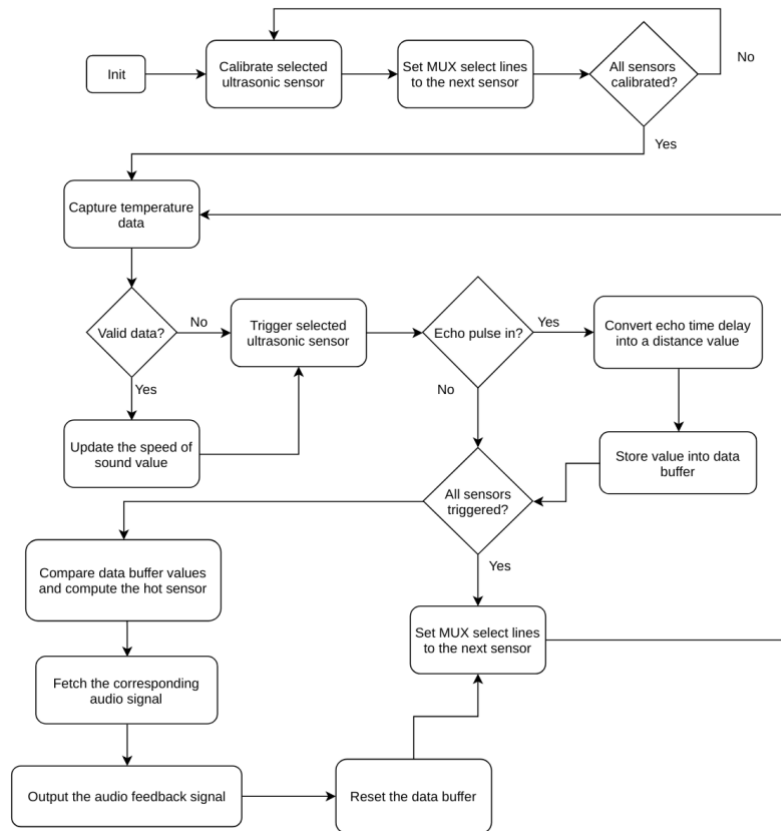 Init
Calibrate selected
ultrasonic sensor
Set MUX select lines
to the next sensor
All sensors
calibrated?
No
Yes
Capture temperature
data
Valid data?
No
Yes
Trigger selected
ultrasonic sensor
Echo pulse in?
Yes
No
Convert echo time delay
into a distance value
Update the speed of
sound value
Store value into data
buffer
All sensors
triggered?
Yes
Compare data buffer values
and compute the hot sensor
Set MUX select lines
to the next sensor
Fetch the corresponding
audio signal
Output the audio feedback signal
Reset the data buffer